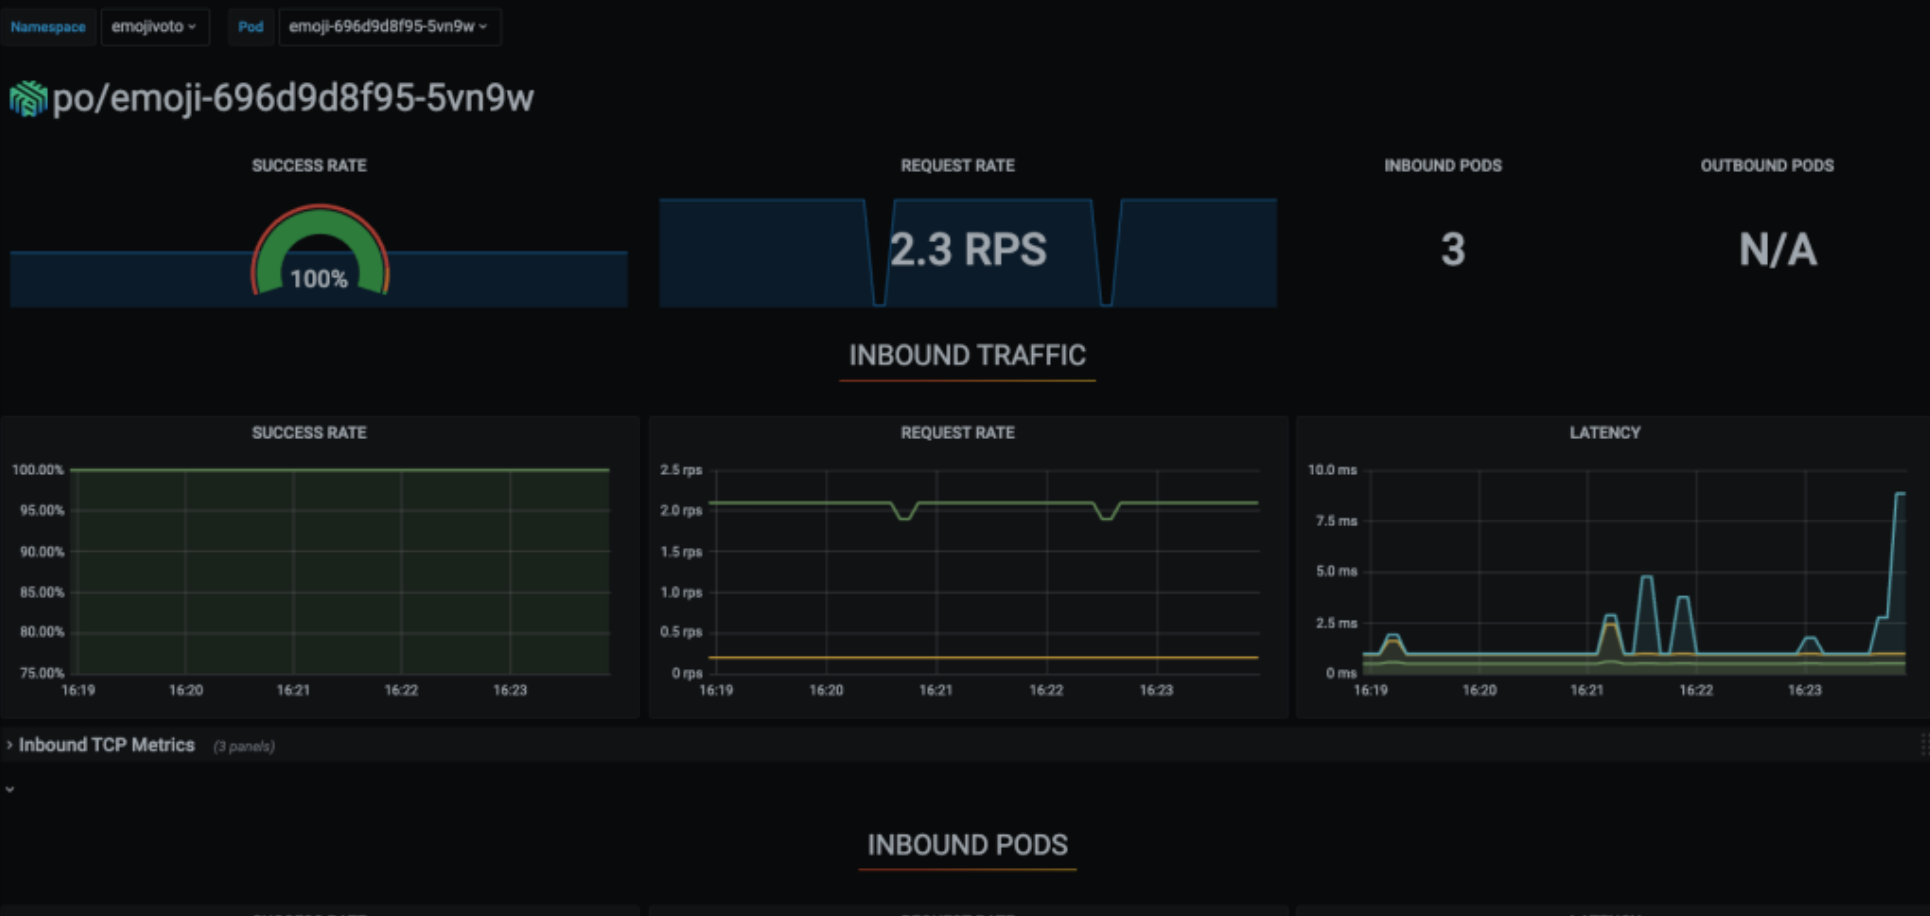 Namespace emojivoto Pod emoji-696d9d8f95-5vn9w
po/emoji-696d9d8f95-5vn9w
SUCCESS RATE
100%
REQUEST RATE
2.3 RPS
INBOUND PODS
3
OUTBOUND PODS
N/A
INBOUND TRAFFIC
SUCCESS RATE
100.00%
95.00%
90.00%
85.00%
80.00%
75.00%
16:19 16:20 16:21 16:22 16:23
REQUEST RATE
2.5 rps
2.0 rps
1.5 rps
1.0 rps
0.5 rps
0 rps
16:19 16:20 16:21 16:22 16:23
LATENCY
10.0 ms
7.5 ms
5.0 ms
2.5 ms
0 ms
16:19 16:20 16:21 16:22 16:23
Inbound TCP Metrics (3 panels)
INBOUND PODS